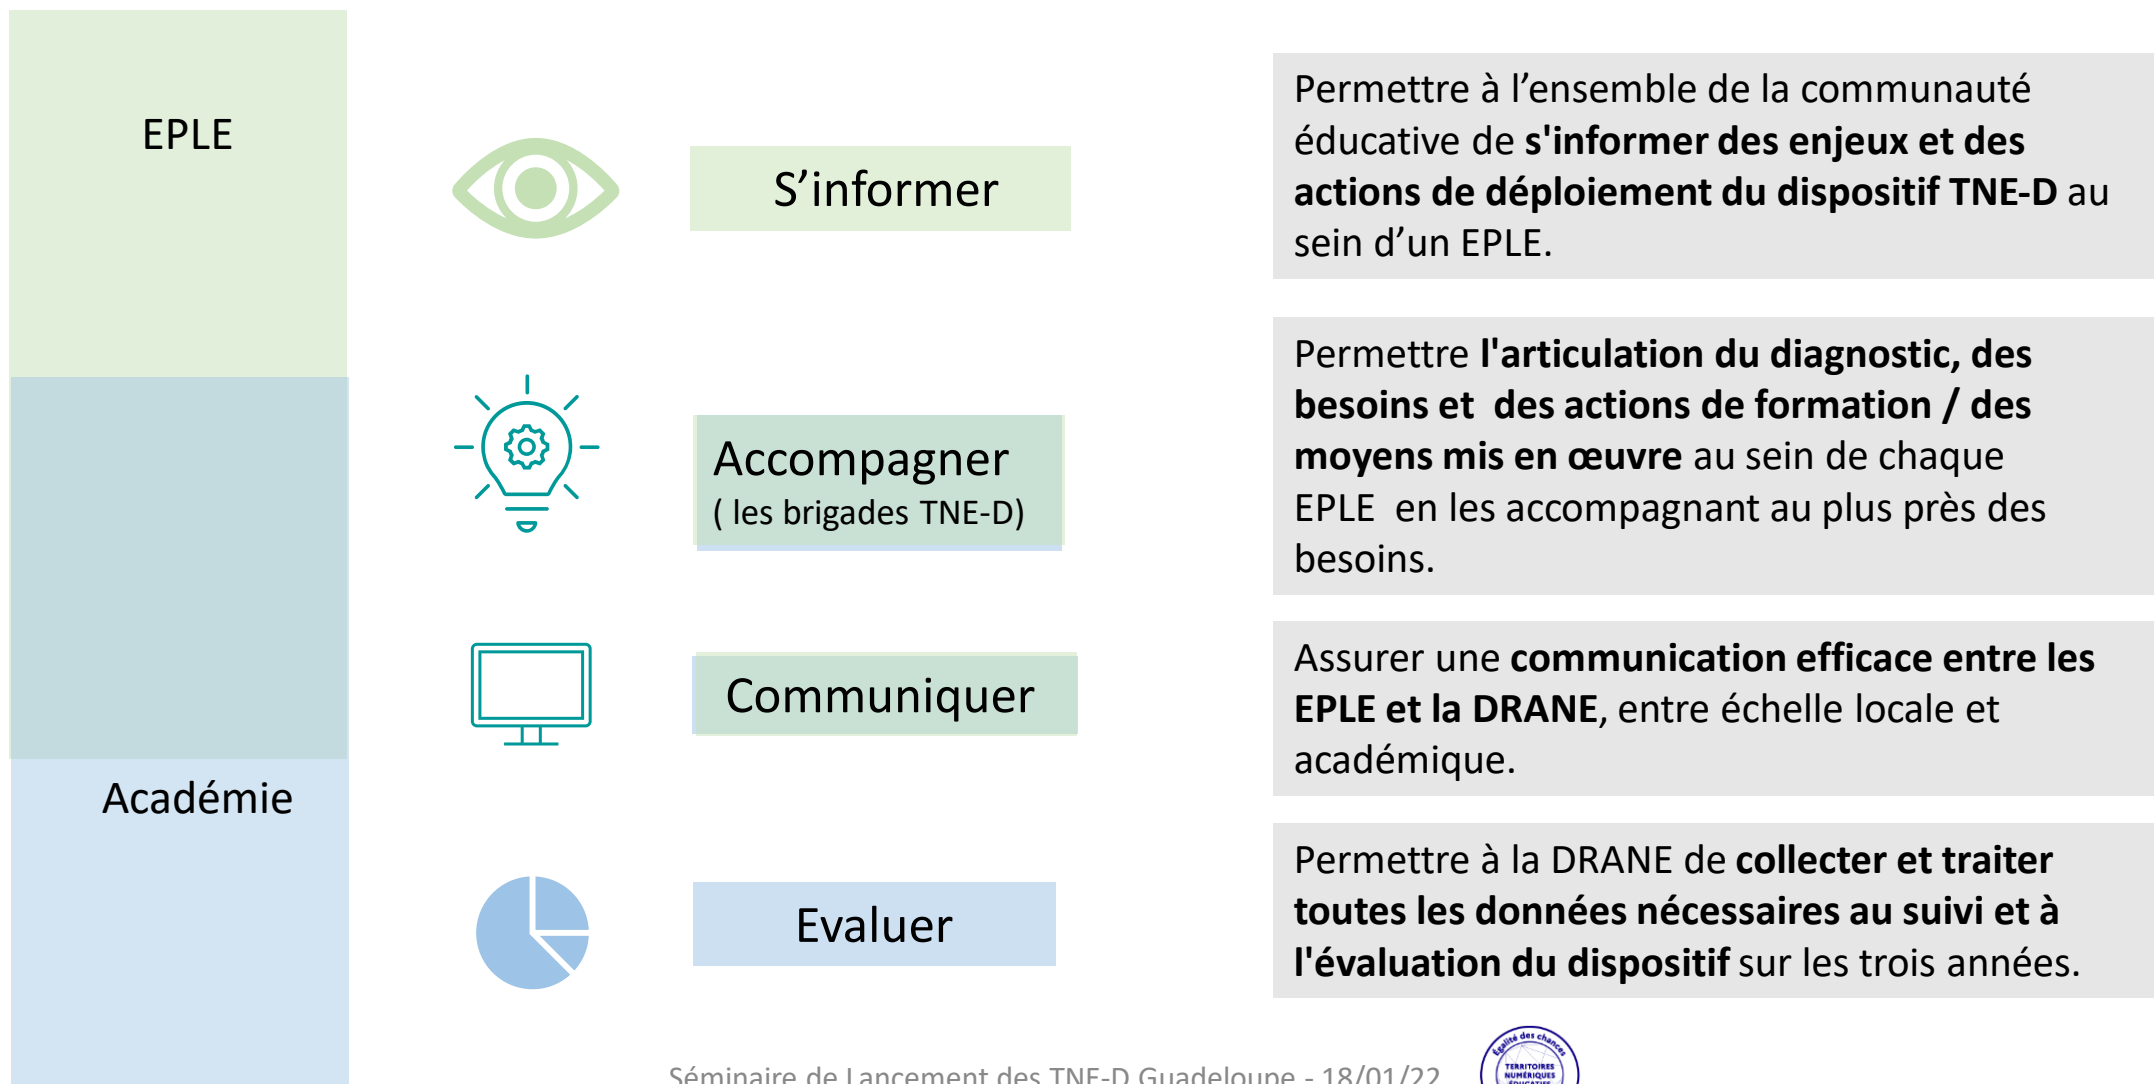 EPLE
S’informer
Permettre à l’ensemble de la communauté
éducative de s'informer des enjeux et des
actions de déploiement du dispositif TNE-D au
sein d’un EPLE.
Accompagner
( les brigades TNE-D)
Permettre l'articulation du diagnostic, des
besoins et  des actions de formation / des
moyens mis en œuvre au sein de chaque
EPLE  en les accompagnant au plus près des
besoins.
Communiquer
Assurer une communication efficace entre les
EPLE et la DRANE, entre échelle locale et
académique.
Académie
Evaluer
Permettre à la DRANE de collecter et traiter
toutes les données nécessaires au suivi et à
l'évaluation du dispositif sur les trois années.
Séminaire de Lancement des TNE-D Guadeloupe - 18/01/22
Égalité des chances
TERRITOIRES
NUMÉRIQUES
ÉDUCATIFS